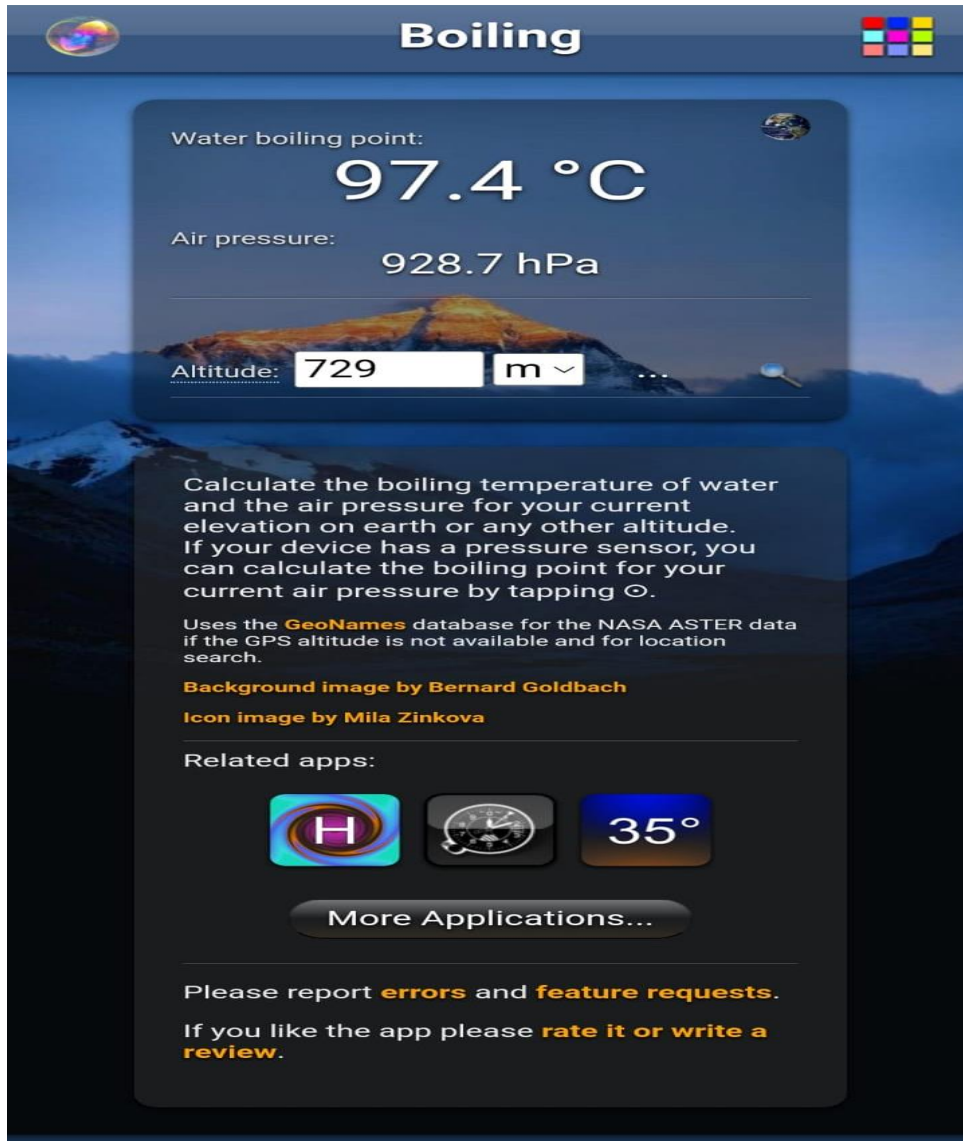 Boiling
Water boiling point:
97.4 °C
Air pressure:
928.7 hPa
Altitude: 729 m ...
Calculate the boiling temperature of water
and the air pressure for your current
elevation on earth or any other altitude.
If your device has a pressure sensor, you
can calculate the boiling point for your
current air pressure by tapping ⊙.
Uses the GeoNames database for the NASA ASTER data
if the GPS altitude is not available and for location
search.
Background image by Bernard Goldbach
Icon image by Mila Zinkova
Related apps:
H 35°
More Applications...
Please report errors and feature requests.
If you like the app please rate it or write a
review.